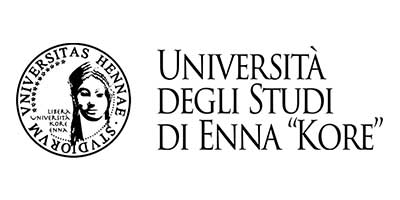 VNIVERSITAS HENNAE STVDIORVM
LIBERA
UNIVERSITÀ
KORE
ENNA
UNIVERSITÀ
DEGLI STUDI
DI ENNA “KORE”